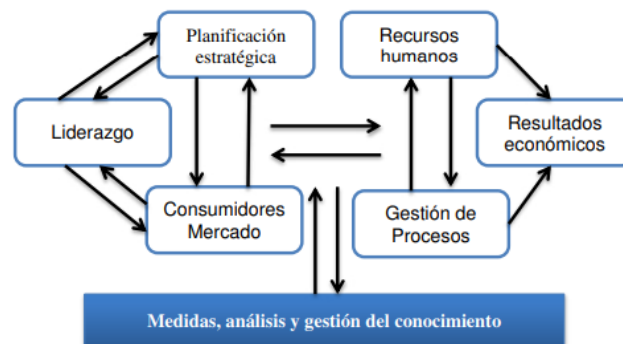 Planificación
estratégica
Recursos
humanos
Liderazgo
Resultados
económicos
Consumidores
Mercado
Gestión de
Procesos
Medidas, análisis y gestión del conocimiento